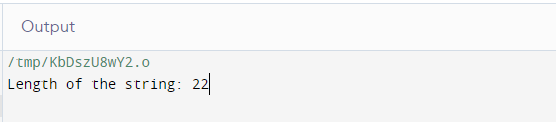 Output
/tmp/KbDszU8wY2.o
Length of the string: 22